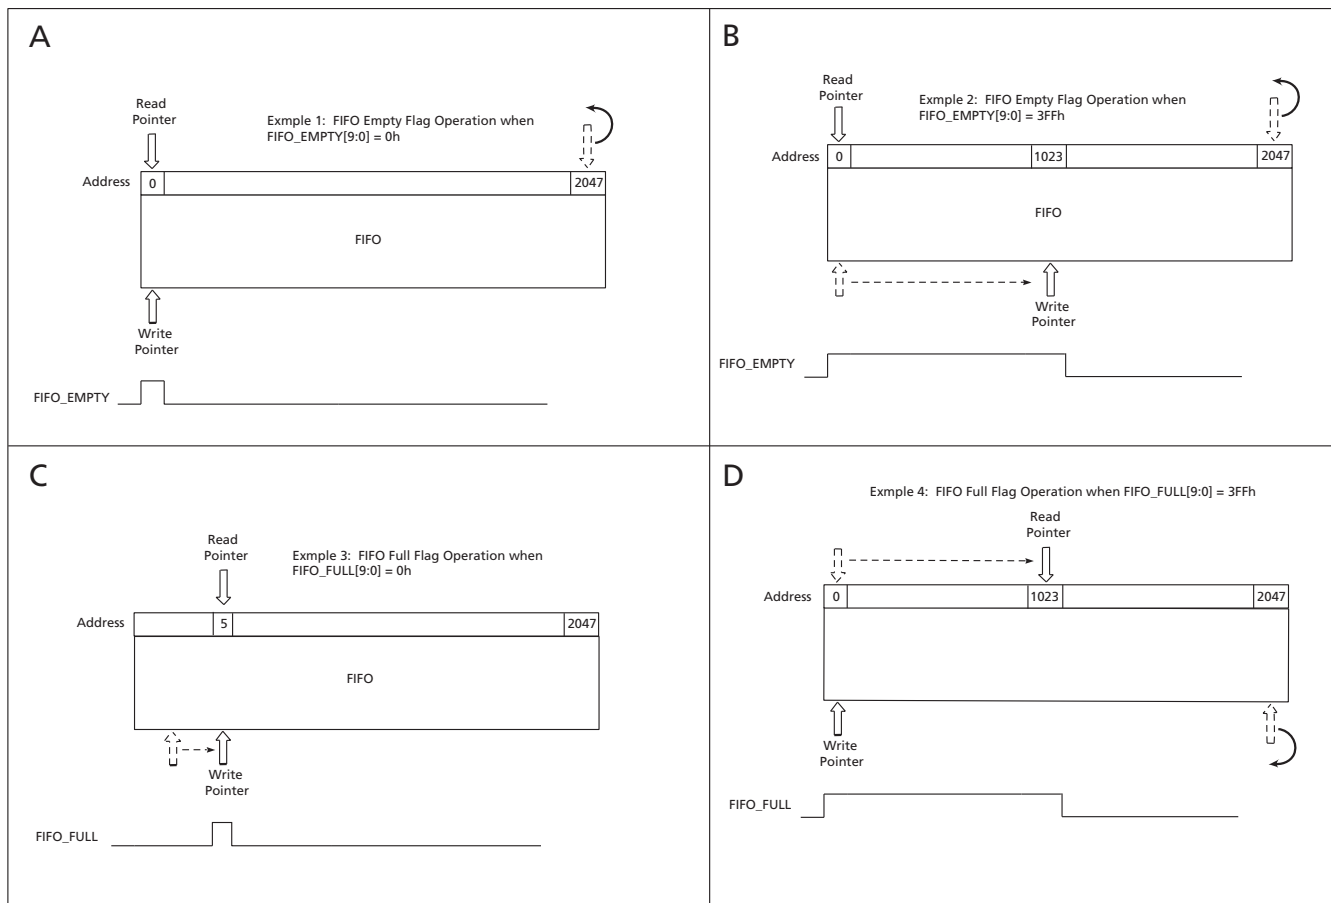 A
Read
Pointer
Exmple 1: FIFO Empty Flag Operation when
FIFO_EMPTY[9:0] = 0h
Address 0 2047
FIFO
Write
Pointer
FIFO_EMPTY
B
Read
Pointer
Exmple 2: FIFO Empty Flag Operation when
FIFO_EMPTY[9:0] = 3FFh
Address 0 1023 2047
FIFO
Write
Pointer
FIFO_EMPTY
C
Read
Pointer
Exmple 3: FIFO Full Flag Operation when
FIFO_FULL[9:0] = 0h
Address 5 2047
FIFO
Write
Pointer
FIFO_FULL
D
Exmple 4: FIFO Full Flag Operation when FIFO_FULL[9:0] = 3FFh
Read
Pointer
Address 0 1023 2047
Write
Pointer
FIFO_FULL